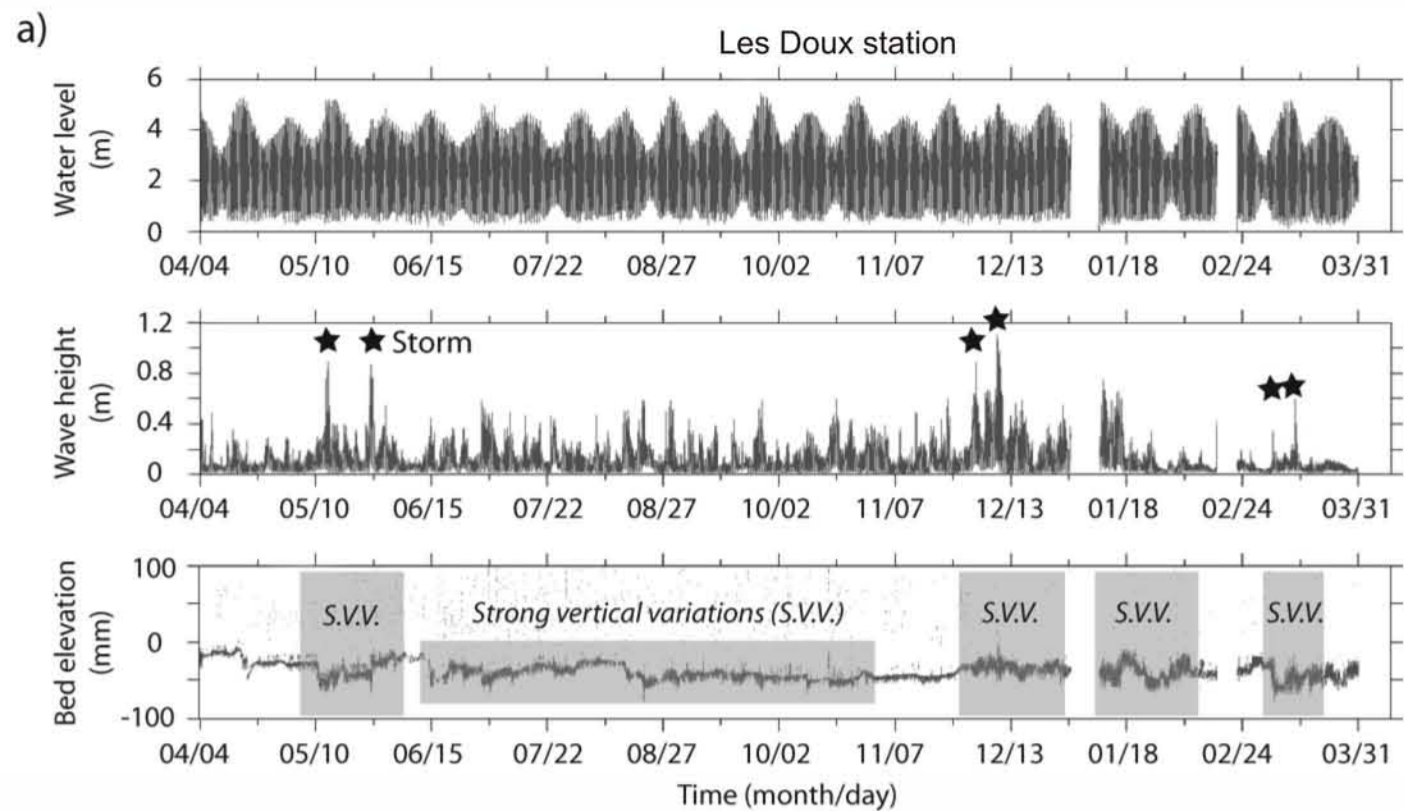 a)
Les Doux station
Water level
(m)
6
4
2
0
04/04 05/10 06/15 07/22 08/27 10/02 11/07 12/13 01/18 02/24 03/31
Wave height
(m)
1.2
0.8
0.4
0
Storm
04/04 05/10 06/15 07/22 08/27 10/02 11/07 12/13 01/18 02/24 03/31
Bed elevation
(mm)
100
0
-100
S.V.V. Strong vertical variations (S.V.V.) S.V.V. S.V.V. S.V.V.
04/04 05/10 06/15 07/22 08/27 10/02 11/07 12/13 01/18 02/24 03/31
Time (month/day)